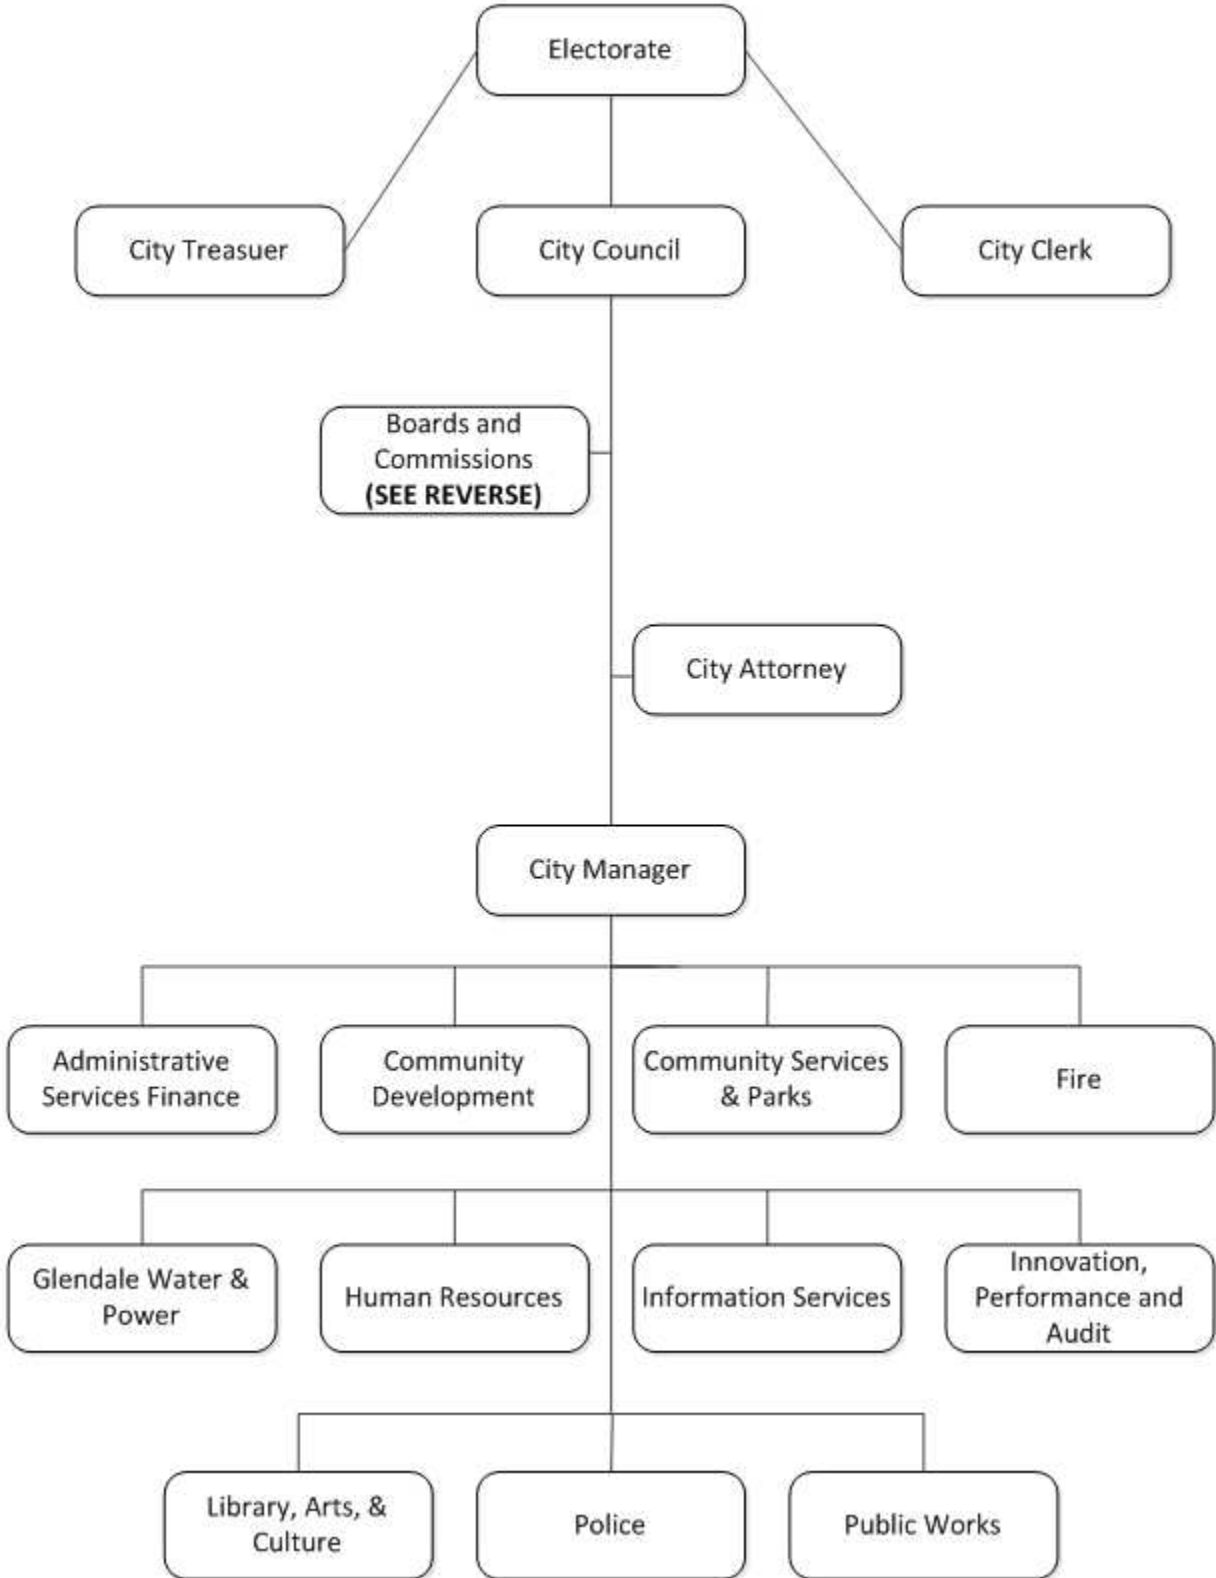 Electorate
City Treasuer
City Council
City Clerk
Boards and
Commissions
(SEE REVERSE)
City Attorney
City Manager
Administrative
Services Finance
Community
Development
Community Services
& Parks
Fire
Glendale Water &
Power
Human Resources
Information Services
Innovation,
Performance and
Audit
Library, Arts, &
Culture
Police
Public Works